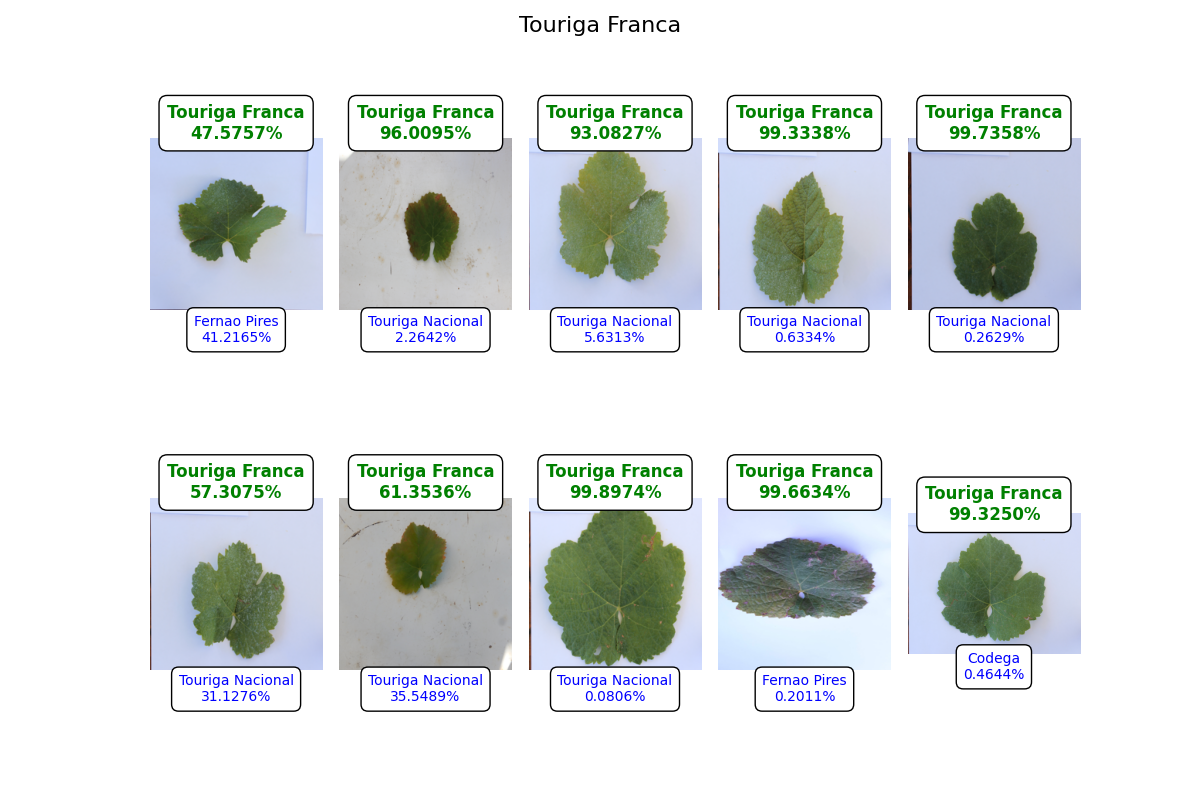 Touriga Franca
Touriga Franca
47.5757%
Touriga Franca
96.0095%
Touriga Franca
93.0827%
Touriga Franca
99.3338%
Touriga Franca
99.7358%
Fernao Pires
41.2165%
Touriga Nacional
2.2642%
Touriga Nacional
5.6313%
Touriga Nacional
0.6334%
Touriga Nacional
0.2629%
Touriga Franca
57.3075%
Touriga Franca
61.3536%
Touriga Franca
99.8974%
Touriga Franca
99.6634%
Touriga Franca
99.3250%
Touriga Nacional
31.1276%
Touriga Nacional
35.5489%
Touriga Nacional
0.0806%
Fernao Pires
0.2011%
Codega
0.4644%